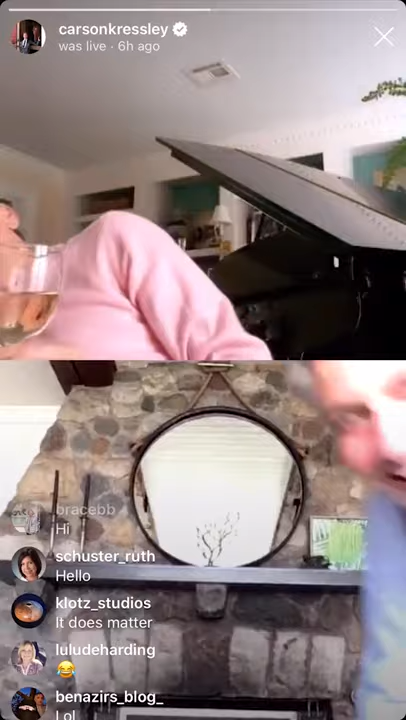 carsonkressley
was live · 6h ago
bracebb
Hi
schuster_ruth
Hello
klotz_studios
It does matter
luludeharding
😂
benazirs_blog_
Lol